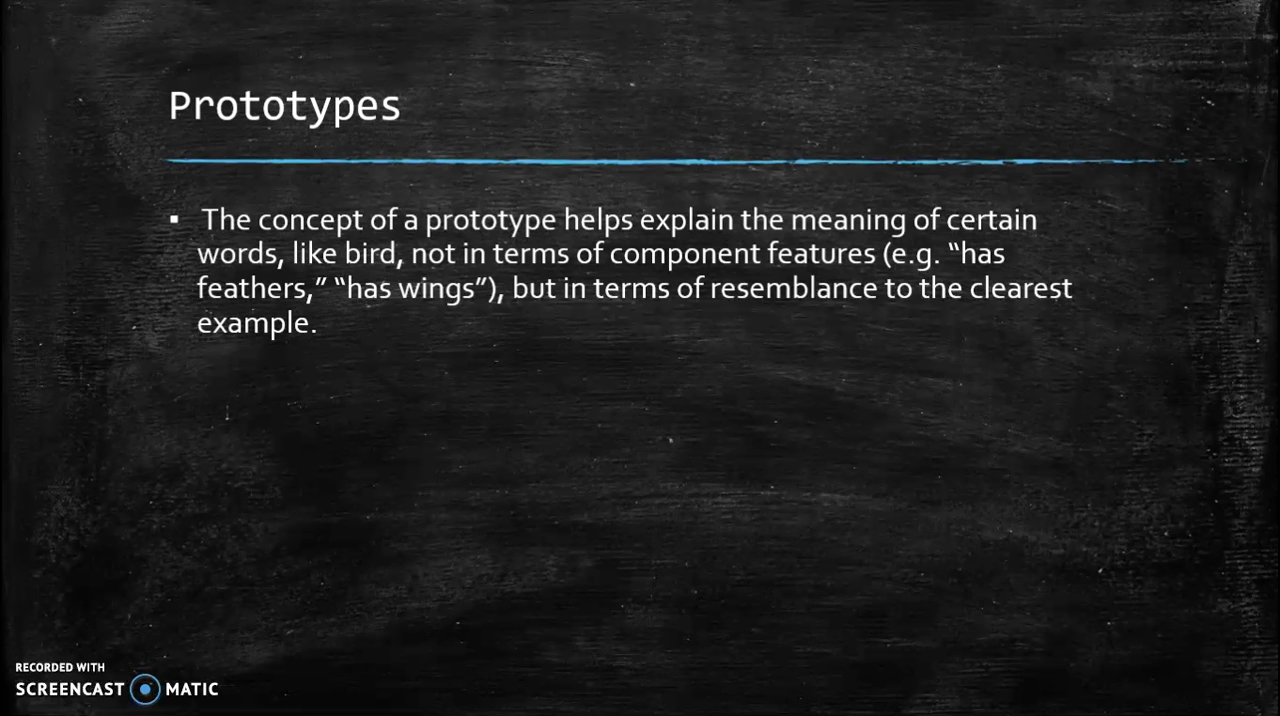 Prototypes
▪ The concept of a prototype helps explain the meaning of certain
words, like bird, not in terms of component features (e.g. “has
feathers,” “has wings”), but in terms of resemblance to the clearest
example.
RECORDED WITH
SCREENCAST MATIC